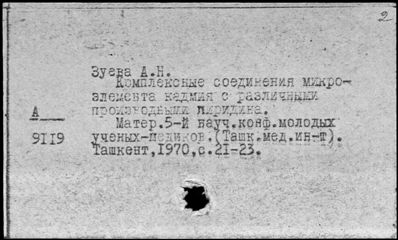 2
Зуева А.Н.
Комплексные соединения микро-
элемента кадмия с различными
производными пиридина.
А
Матер.5-й науч.конф.молодых
9119
ученых-медиков.(Ташк.мед.ин-т).
Ташкент,1970,с.21-23.